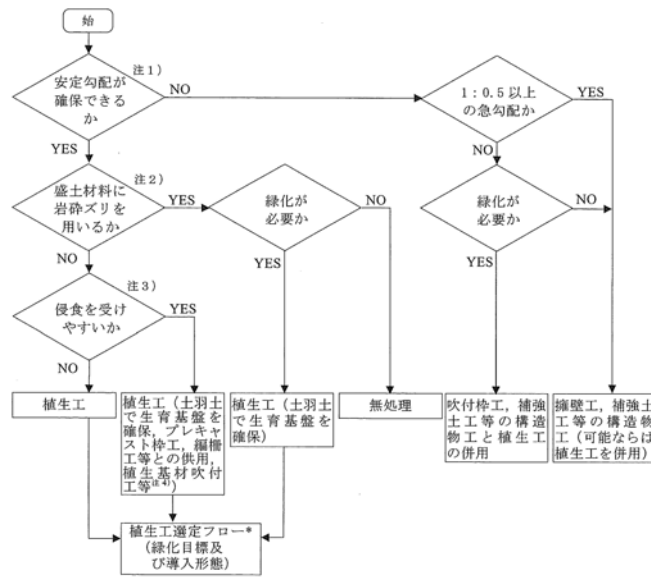 始
安定勾配が
確保できる
か
注1)
NO
1:0.5以上
の急勾配か
YES
YES
NO
盛土材料に
岩砕ズリを
用いるか
注2)
YES
緑化が
必要か
NO
緑化が
必要か
NO
NO
YES
YES
侵食を受け
やすいか
注3)
YES
NO
植生工
植生工(土羽土
で生育基盤を
確保,プレキャ
スト枠工,編柵
工等との供用,
植生基材吹付
工等注4))
植生工(土羽土
で生育基盤を
確保)
無処理
吹付枠工,補強
土工等の構造
物工と植生工
の併用
擁壁工,補強土
工等の構造物
工(可能ならば
植生工を併用)
植生工選定フロー*
(緑化目標及
び導入形態)